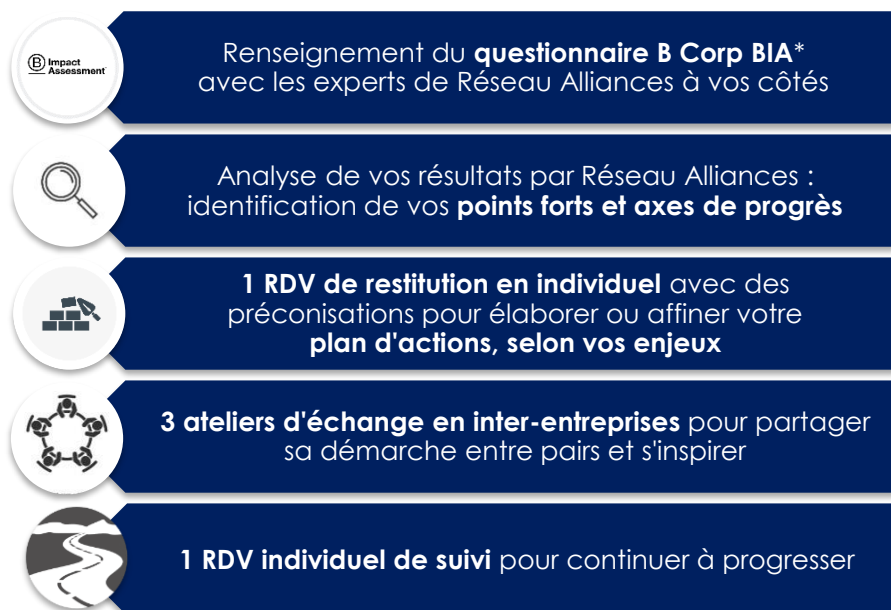 B Impact
Assessment
Renseignement du questionnaire B Corp BIA*
avec les experts de Réseau Alliances à vos côtés
Analyse de vos résultats par Réseau Alliances :
identification de vos points forts et axes de progrès
1 RDV de restitution en individuel avec des
préconisations pour élaborer ou affiner votre
plan d'actions, selon vos enjeux
3 ateliers d'échange en inter-entreprises pour partager
sa démarche entre pairs et s'inspirer
1 RDV individuel de suivi pour continuer à progresser